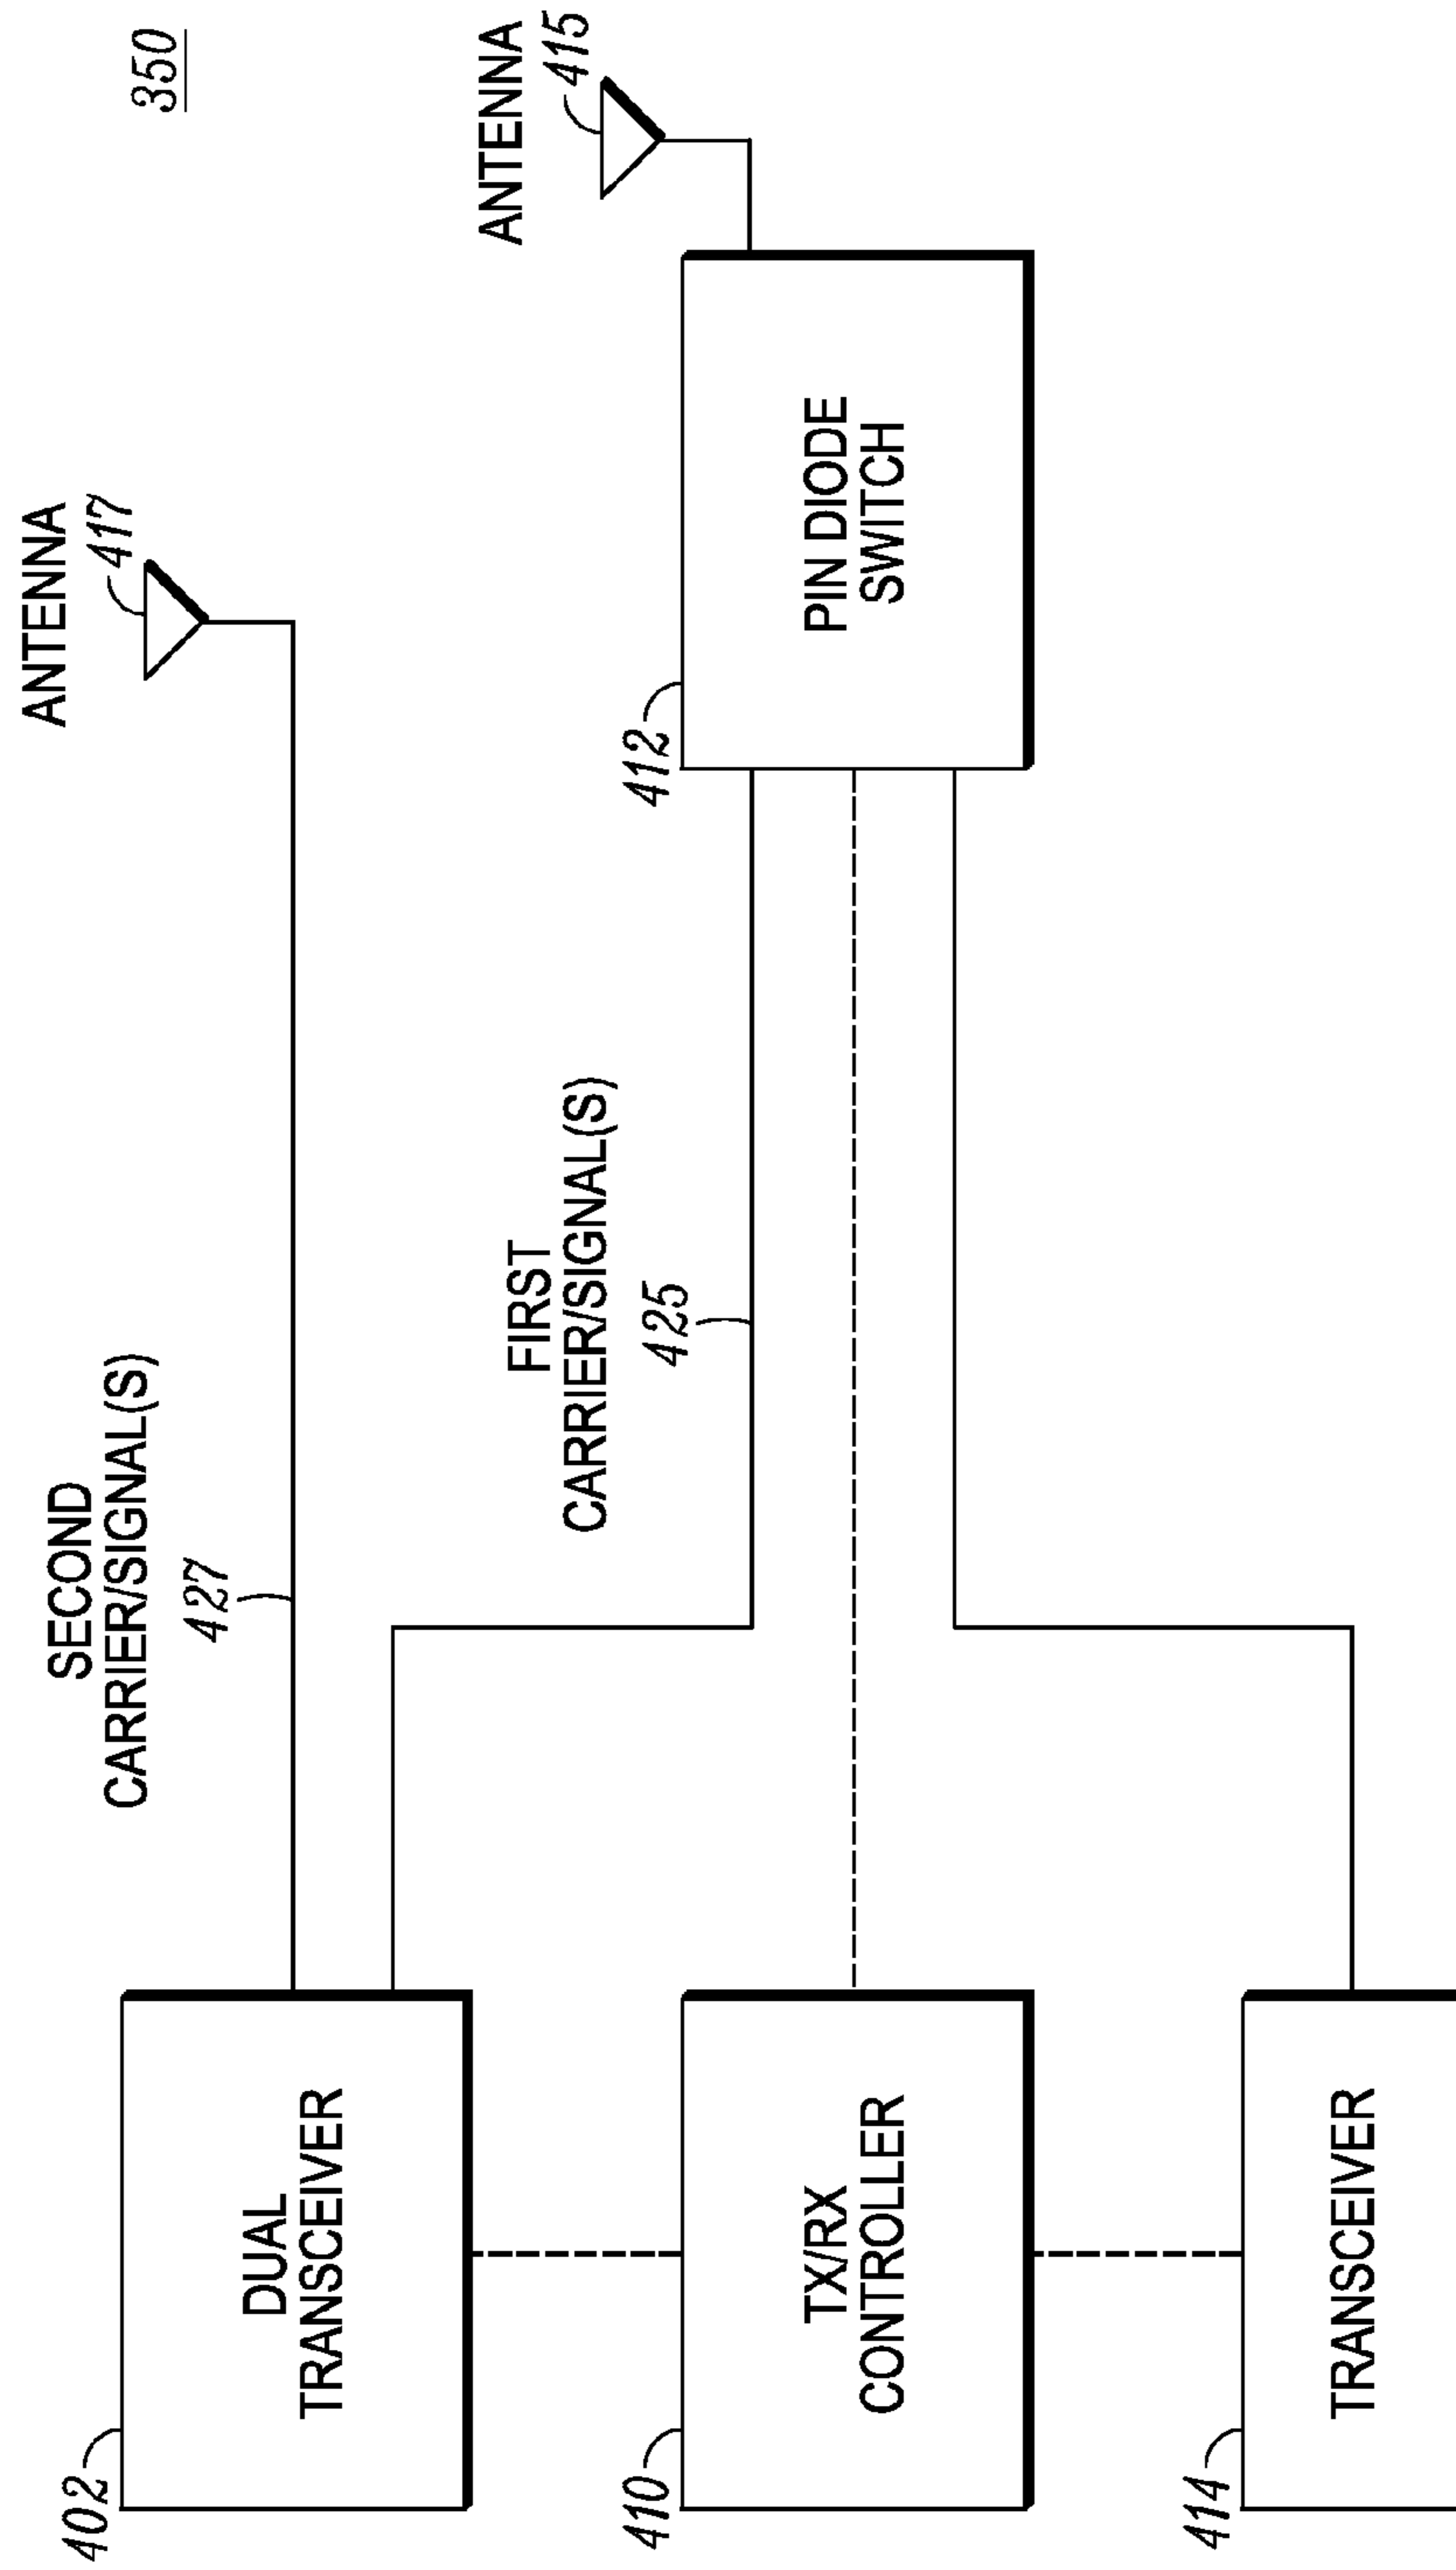 350
ANTENNA
417
SECOND
CARRIER/SIGNAL(S)
427
402
DUAL
TRANSCEIVER
ANTENNA
415
FIRST
CARRIER/SIGNAL(S)
425
412
PIN DIODE
SWITCH
410
TX/RX
CONTROLLER
414
TRANSCEIVER